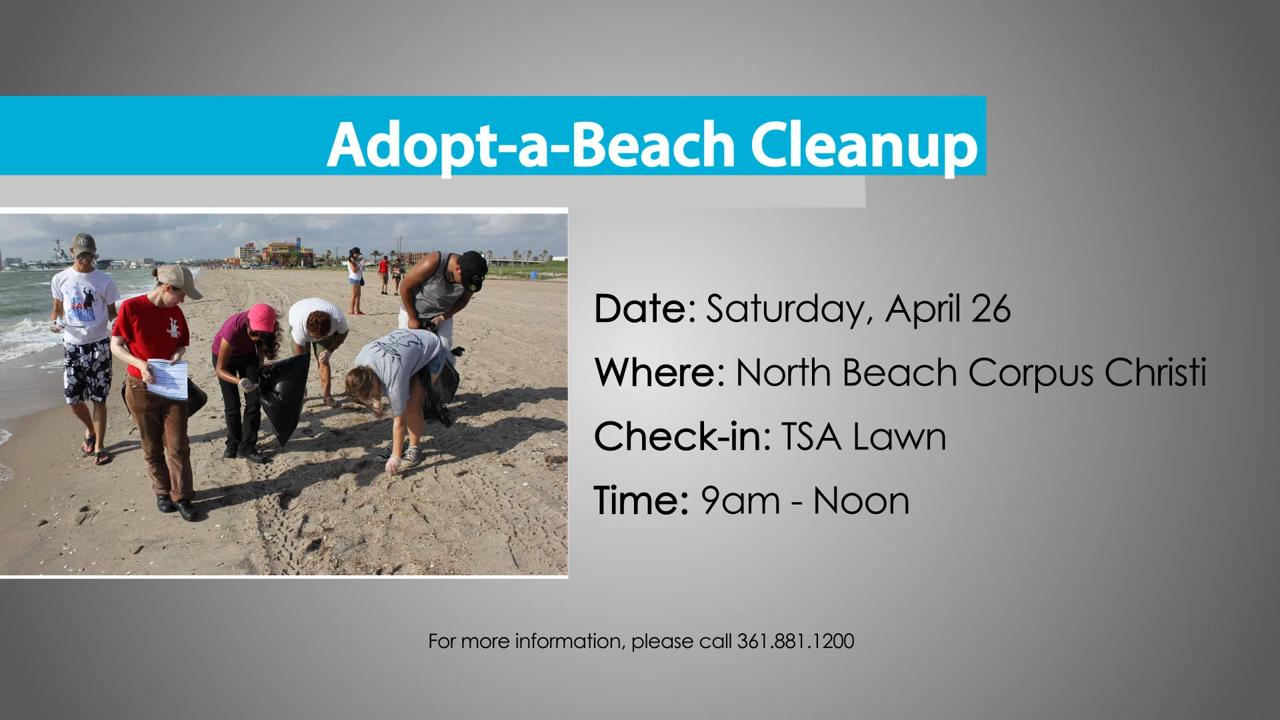 Adopt-a-Beach Cleanup
Date: Saturday, April 26
Where: North Beach Corpus Christi
Check-in: TSA Lawn
Time: 9am - Noon
For more information, please call 361.881.1200